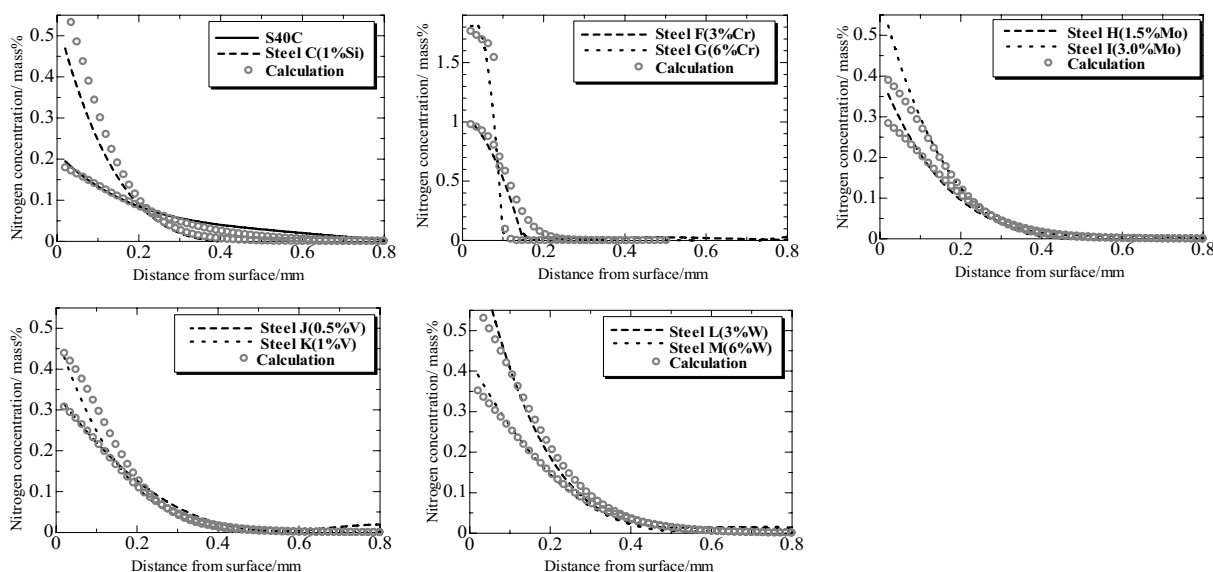 Nitrogen concentration/ mass%
0.5
0.4
0.3
0.2
0.1
0
S40C
Steel C(1%Si)
Calculation
0 0.2 0.4 0.6 0.8
Distance from surface/mm
Nitrogen concentration/ mass%
1.5
1
0.5
0
Steel F(3%Cr)
Steel G(6%Cr)
Calculation
0 0.2 0.4 0.6 0.8
Distance from surface/mm
Nitrogen concentration/ mass%
0.5
0.4
0.3
0.2
0.1
0
Steel H(1.5%Mo)
Steel I(3.0%Mo)
Calculation
0 0.2 0.4 0.6 0.8
Distance from surface/mm
Nitrogen concentration/ mass%
0.5
0.4
0.3
0.2
0.1
0
Steel J(0.5%V)
Steel K(1%V)
Calculation
0 0.2 0.4 0.6 0.8
Distance from surface/mm
Nitrogen concentration/ mass%
0.5
0.4
0.3
0.2
0.1
0
Steel L(3%W)
Steel M(6%W)
Calculation
0 0.2 0.4 0.6 0.8
Distance from surface/mm